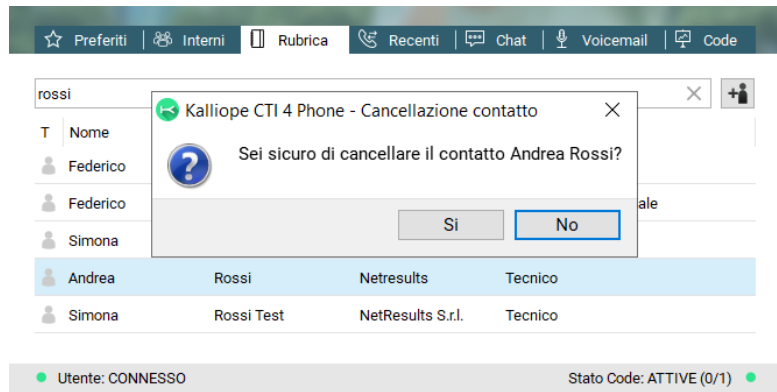 Preferiti Interni Rubrica Recenti Chat Voicemail Code
rossi
Kalliope CTI 4 Phone - Cancellazione contatto
T Nome
Sei sicuro di cancellare il contatto Andrea Rossi?
Federico
Federico ale
Si No
Simona
Andrea Rossi Netresults Tecnico
Simona Rossi Test NetResults S.r.l. Tecnico
Utente: CONNESSO Stato Code: ATTIVE (0/1)